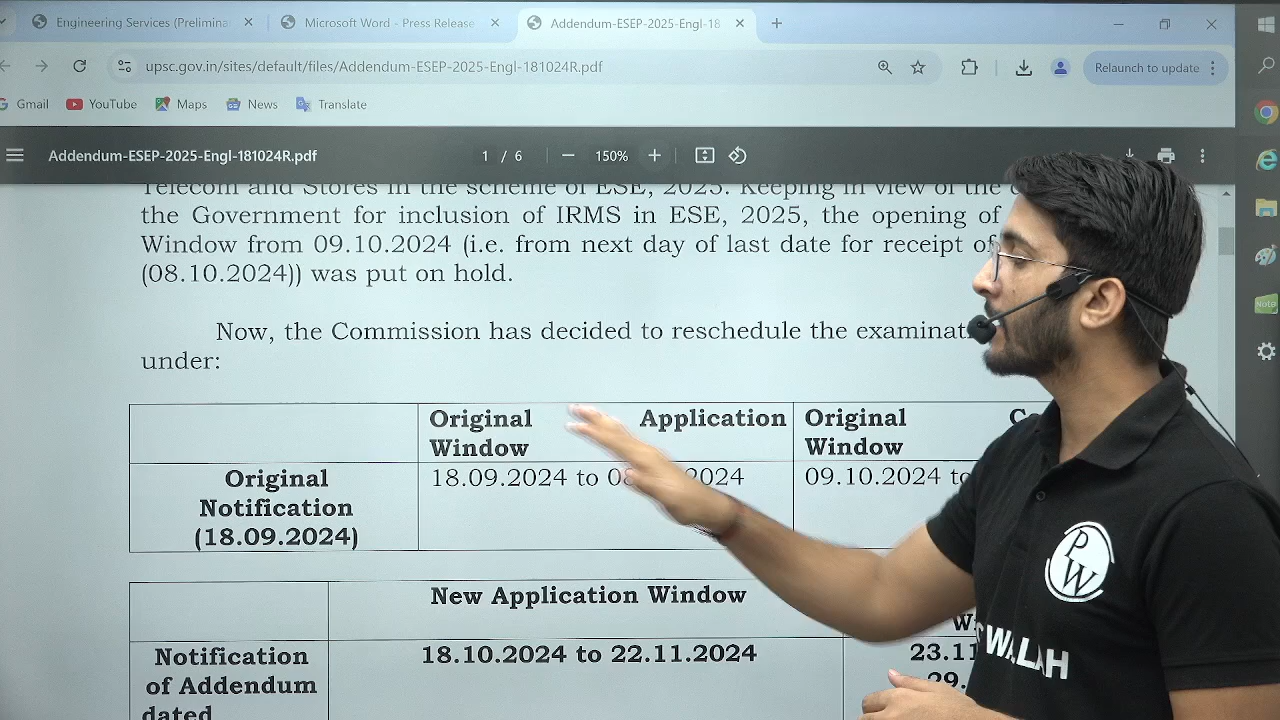 Engineering Services (Prelimina
Microsoft Word - Press Release
Addendum-ESEP-2025-Engl-18
upsc.gov.in/sites/default/files/Addendum-ESEP-2025-Engl-181024R.pdf
Relaunch to update
Gmail
YouTube
Maps
News
Translate
Addendum-ESEP-2025-Engl-181024R.pdf
1 / 6
150%
Telecom and Stores in the scheme of ESE, 2025. Keeping in view of the
the Government for inclusion of IRMS in ESE, 2025, the opening of
Window from 09.10.2024 (i.e. from next day of last date for receipt of
(08.10.2024)) was put on hold.
Now, the Commission has decided to reschedule the examinat
under:
Original Application
Window
Original
Window
Original
Notification
(18.09.2024)
18.09.2024 to 08 2024
09.10.2024 to
New Application Window
Notification
of Addendum
dated
18.10.2024 to 22.11.2024
23.11
29.
PW
WALLAH